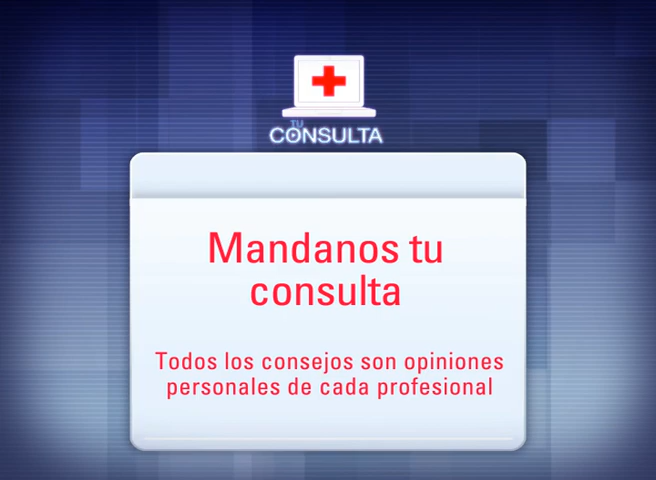 TU
CONSULTA
Mandanos tu
consulta
Todos los consejos son opiniones
personales de cada profesional